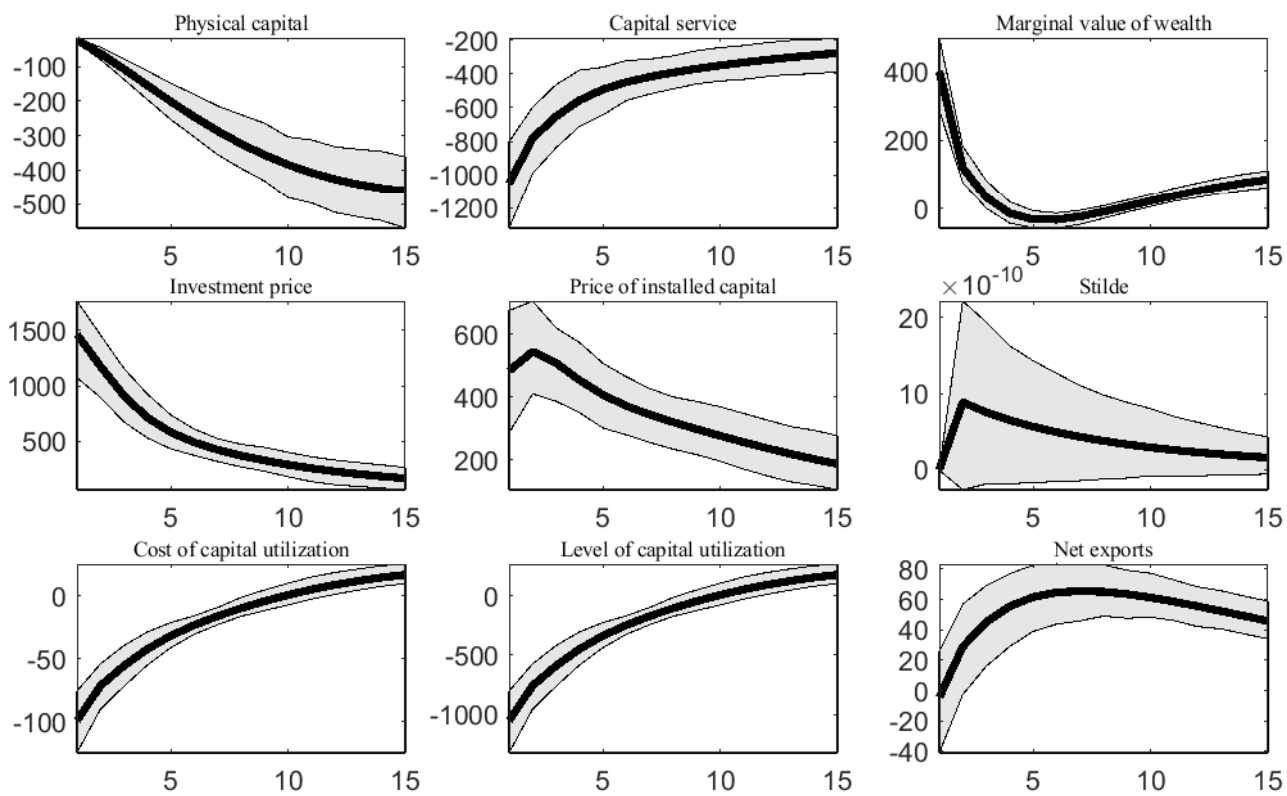 Physical capital
-100
-200
-300
-400
-500
5 10 15
Capital service
-200
-400
-600
-800
-1000
-1200
5 10 15
Marginal value of wealth
400
200
0
5 10 15
Investment price
1500
1000
500
5 10 15
Price of installed capital
600
400
200
5 10 15
×10-10
Stilde
20
10
0
5 10 15
Cost of capital utilization
0
-50
-100
5 10 15
Level of capital utilization
0
-500
-1000
5 10 15
Net exports
80
60
40
20
0
-20
-40
5 10 15